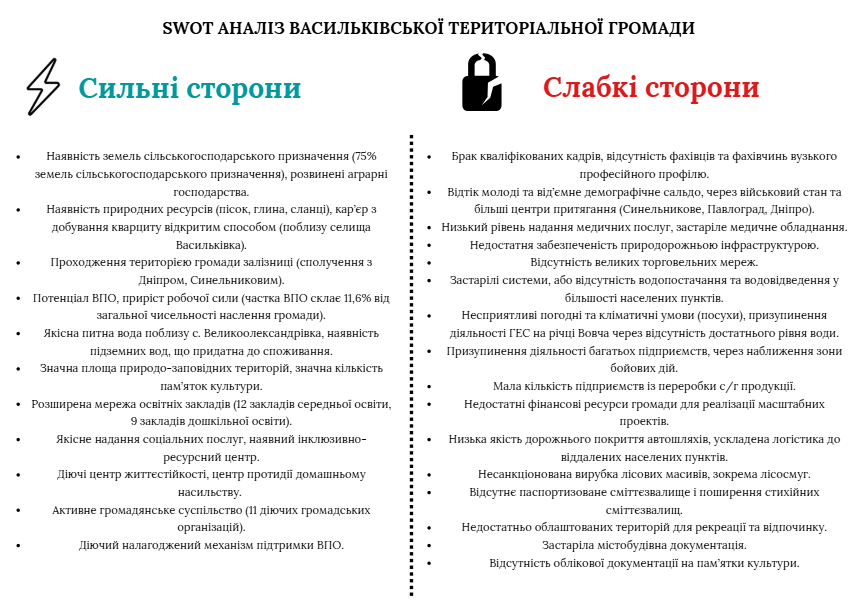 SWOT АНАЛІЗ ВАСИЛЬКІВСЬКОЇ ТЕРИТОРІАЛЬНОЇ ГРОМАДИ
Сильні сторони
• Наявність земель сільськогосподарського призначення (75%
земель сільськогосподарського призначення), розвинені аграрні
господарства.
• Наявність природних ресурсів (пісок, глина, сланці), кар'єр з
добування кварциту відкритим способом (поблизу селища
Васильківка).
• Проходження територією громади залізниці (сполучення з
Дніпром, Синельниковим).
• Потенціал ВПО, приріст робочої сили (частка ВПО склає 11,6% від
загальної чисельності наслення громади).
• Якісна питна вода поблизу с. Великоолександрівка, наявність
підземних вод, що придатна до споживання.
• Значна площа природо-заповідних територій, значна кількість
пам'яток культури.
• Розширена мережа освітніх закладів (12 закладів середньої освіти,
9 закладів дошкільної освіти).
• Якісне надання соціальних послуг, наявний інклюзивно-
ресурсний центр.
• Діючі центр життєстійкості, центр протидії домашньому
насильству.
• Активне громадянське суспільство (11 діючих громадських
організацій).
• Діючий налагоджений механізм підтримки ВПО.
Слабкі сторони
• Брак кваліфікованих кадрів, відсутність фахівців та фахівчинь вузького
професійного профілю.
• Відтік молоді та від'ємне демографічне сальдо, через військовий стан та
більші центри притягання (Синельникове, Павлоград, Дніпро).
• Низький рівень надання медичних послуг, застаріле медичне обладнання.
• Недостатня забезпеченість природорожньою інфраструктурою.
• Відсутність великих торговельних мереж.
• Застарілі системи, або відсутність водопостачання та водовідведення у
більшості населених пунктів.
• Несприятливі погодні та кліматичні умови (посухи), призупинення
діяльності ГЕС на річці Вовча через відсутність достатнього рівня води.
• Призупинення діяльності багатьох підприємств, через наближення зони
бойових дій.
• Мала кількість підприємств із переробки с/г продукції.
• Недостатні фінансові ресурси громади для реалізації масштабних
проектів.
• Низька якість дорожнього покриття автошляхів, ускладена логістика до
віддалених населених пунктів.
• Несанкціонована вирубка лісових масивів, зокрема лісосмуг.
• Відсутнє паспортизоване сміттєзвалище і поширення стихійних
сміттєзвалищ.
• Недостатньо облаштованих територій для рекреації та відпочинку.
• Застаріла містобудівна документація.
• Відсутність облікової документації на пам'ятки культури.